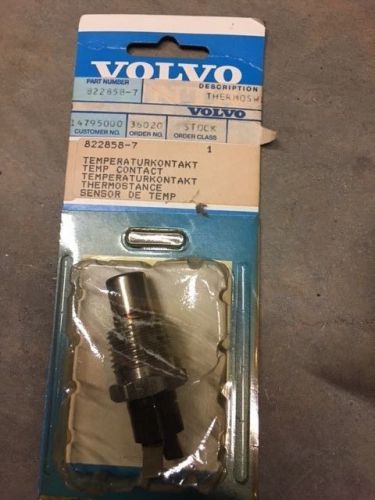 VOLVO
PART NUMBER
DESCRIPTION
822858-7
THERMOSW
VOLVO
14795000 36020 STOCK
CUSTOMER NO. ORDER NO. ORDER CLASS
822858-7 1
TEMPERATURKONTAKT
TEMP CONTACT
TEMPERATURKONTAKT
THERMOSTANCE
SENSOR DE TEMP